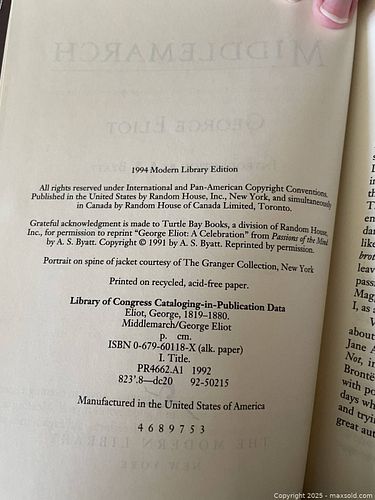 1994 Modern Library Edition
All rights reserved under International and Pan-American Copyright Conventions.
Published in the United States by Random House, Inc., New York, and simultaneously
in Canada by Random House of Canada Limited, Toronto.
Grateful acknowledgment is made to Turtle Bay Books, a division of Random House,
Inc., for permission to reprint "George Eliot: A Celebration" from Passions of the Mind
by A. S. Byatt. Copyright © 1991 by A. S. Byatt. Reprinted by permission.
Portrait on spine of jacket courtesy of The Granger Collection, New York
Printed on recycled, acid-free paper.
Library of Congress Cataloging-in-Publication Data
Eliot, George, 1819–1880.
Middlemarch/George Eliot
p. cm.
ISBN 0-679-60118-X (alk. paper)
I. Title.
PR4662.A1 1992
823'.8—dc20 92-50215
Manufactured in the United States of America
4 6 8 9 7 5 3
Copyright 2025 - maxsold.com